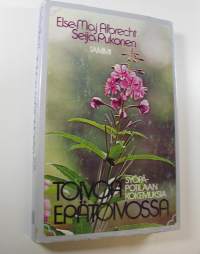 Else-Maj Albrecht
Seija Pukonen
TAMMI
TOIVOA
SYÖPÄ-
POTILAAN
KOKEMUKSIA
EPÄTOIVOSSA